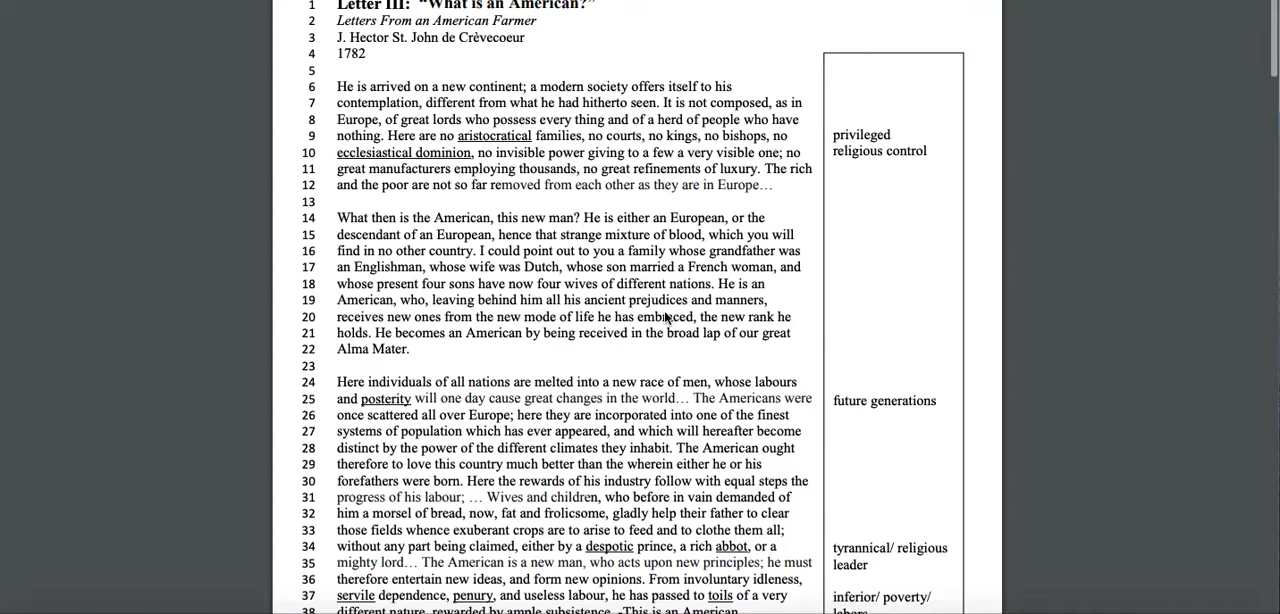 1 Letter III: “What is an American?”
2 Letters From an American Farmer
3 J. Hector St. John de Crèvecoeur
4 1782
5
6 He is arrived on a new continent; a modern society offers itself to his
7 contemplation, different from what he had hitherto seen. It is not composed, as in
8 Europe, of great lords who possess every thing and of a herd of people who have
9 nothing. Here are no aristocratical families, no courts, no kings, no bishops, no privileged
10 ecclesiastical dominion, no invisible power giving to a few a very visible one; no religious control
11 great manufacturers employing thousands, no great refinements of luxury. The rich
12 and the poor are not so far removed from each other as they are in Europe…
13
14 What then is the American, this new man? He is either an European, or the
15 descendant of an European, hence that strange mixture of blood, which you will
16 find in no other country. I could point out to you a family whose grandfather was
17 an Englishman, whose wife was Dutch, whose son married a French woman, and
18 whose present four sons have now four wives of different nations. He is an
19 American, who, leaving behind him all his ancient prejudices and manners,
20 receives new ones from the new mode of life he has embraced, the new rank he
21 holds. He becomes an American by being received in the broad lap of our great
22 Alma Mater.
23
24 Here individuals of all nations are melted into a new race of men, whose labours
25 and posterity will one day cause great changes in the world… The Americans were future generations
26 once scattered all over Europe; here they are incorporated into one of the finest
27 systems of population which has ever appeared, and which will hereafter become
28 distinct by the power of the different climates they inhabit. The American ought
29 therefore to love this country much better than the wherein either he or his
30 forefathers were born. Here the rewards of his industry follow with equal steps the
31 progress of his labour; … Wives and children, who before in vain demanded of
32 him a morsel of bread, now, fat and frolicsome, gladly help their father to clear
33 those fields whence exuberant crops are to arise to feed and to clothe them all;
34 without any part being claimed, either by a despotic prince, a rich abbot, or a tyrannical/ religious
35 mighty lord… The American is a new man, who acts upon new principles; he must leader
36 therefore entertain new ideas, and form new opinions. From involuntary idleness,
37 servile dependence, penury, and useless labour, he has passed to toils of a very inferior/ poverty/
38 different nature, rewarded by ample subsistence. -This is an American. labors